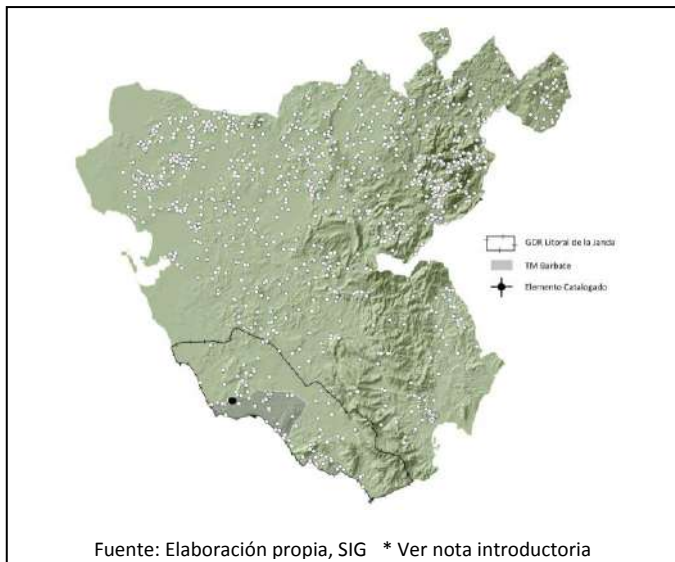 GDR Litoral de la Janda
TM Barbate
Elemento Catalogado
Fuente: Elaboración propia, SIG * Ver nota introductoria